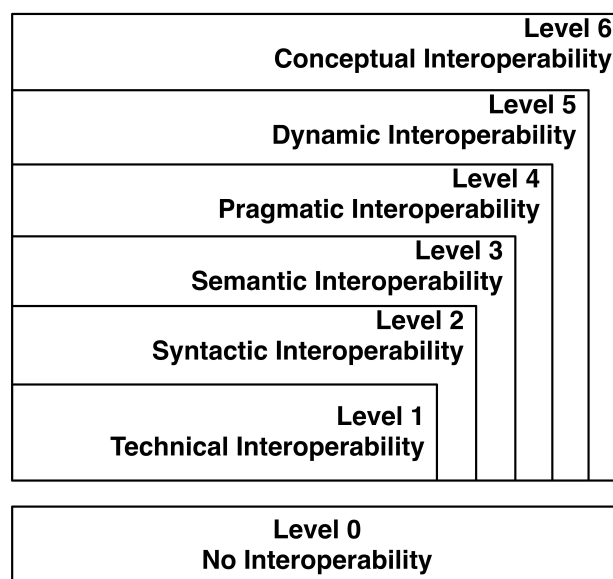 Level 6
Conceptual Interoperability
Level 5
Dynamic Interoperability
Level 4
Pragmatic Interoperability
Level 3
Semantic Interoperability
Level 2
Syntactic Interoperability
Level 1
Technical Interoperability
Level 0
No Interoperability